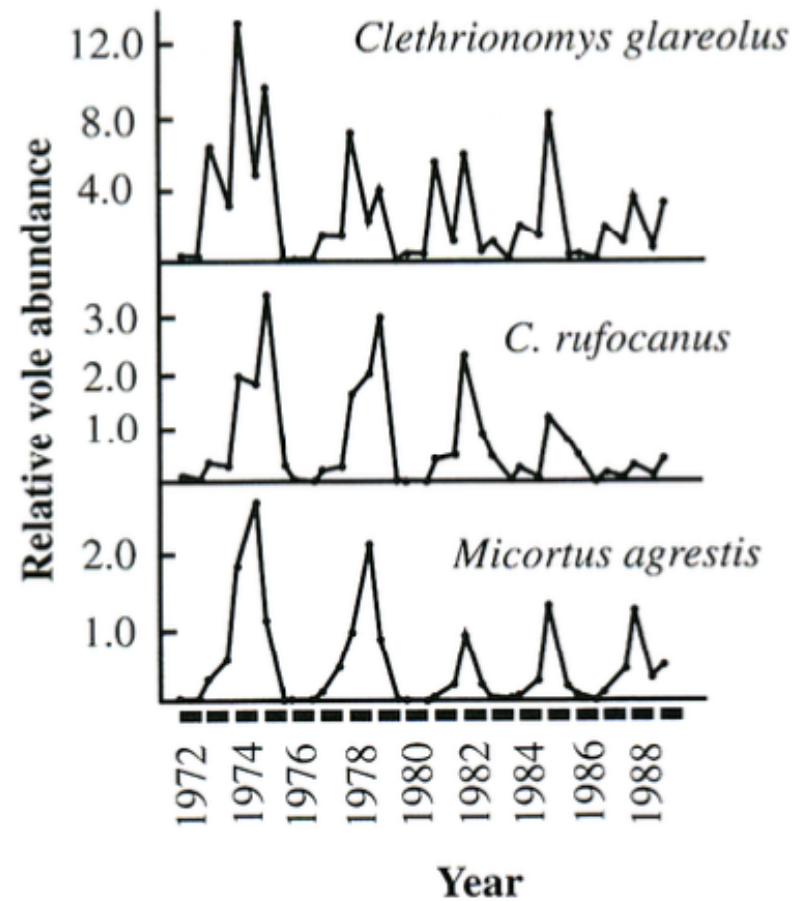 Relative vole abundance
Clethrionomys glareolus
12.0
8.0
4.0
C. rufocanus
3.0
2.0
1.0
Micortus agrestis
2.0
1.0
1972 1974 1976 1978 1980 1982 1984 1986 1988
Year